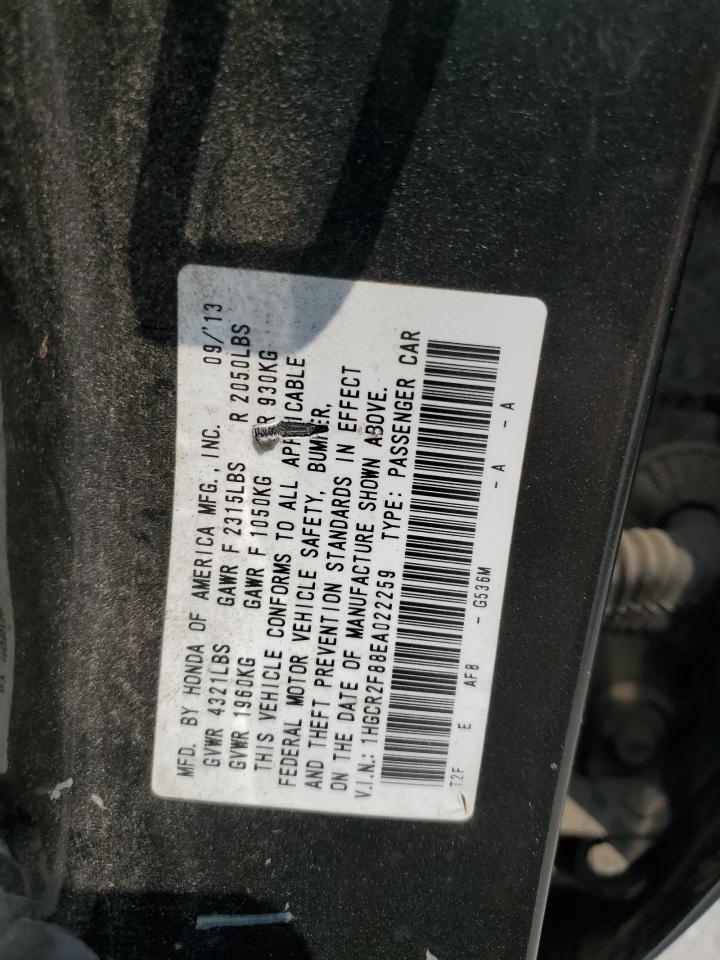 MFD. BY HONDA OF AMERICA MFG., INC. 09/'13
GVWR 4321LBS GAWR F 2315LBS R 2050LBS
GVWR 1960KG GAWR F 1050KG R 930KG
THIS VEHICLE CONFORMS TO ALL APPLICABLE
FEDERAL MOTOR VEHICLE SAFETY, BUMPER,
AND THEFT PREVENTION STANDARDS IN EFFECT
ON THE DATE OF MANUFACTURE SHOWN ABOVE.
V.I.N.: 1HGCR2F88EA022259 TYPE: PASSENGER CAR
T2F E AF8 - G536M - A - A